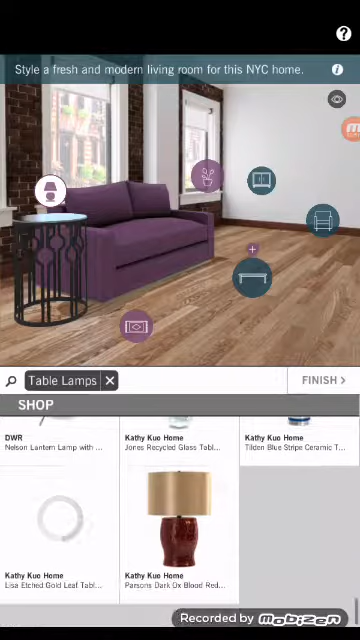 ?
Style a fresh and modern living room for this NYC home.
i
Table Lamps X
FINISH >
SHOP
DWR
Nelson Lantern Lamp with ...
Kathy Kuo Home
Jones Recycled Glass Tabl...
Kathy Kuo Home
Tilden Blue Stripe Ceramic T...
Kathy Kuo Home
Lisa Etched Gold Leaf Tabl...
Kathy Kuo Home
Parsons Dark Ox Blood Red...
Recorded by MOBIZEN